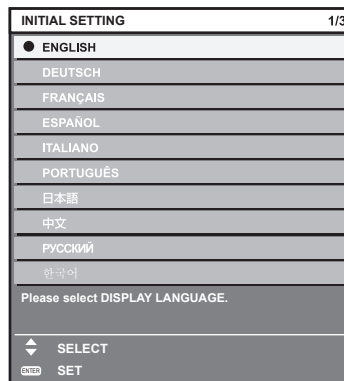 INITIAL SETTING 1/3
ENGLISH
DEUTSCH
FRANÇAIS
ESPAÑOL
ITALIANO
PORTUGUÊS
日本語
中文
РУССКИЙ
한국어
Please select DISPLAY LANGUAGE.
SELECT
ENTER SET